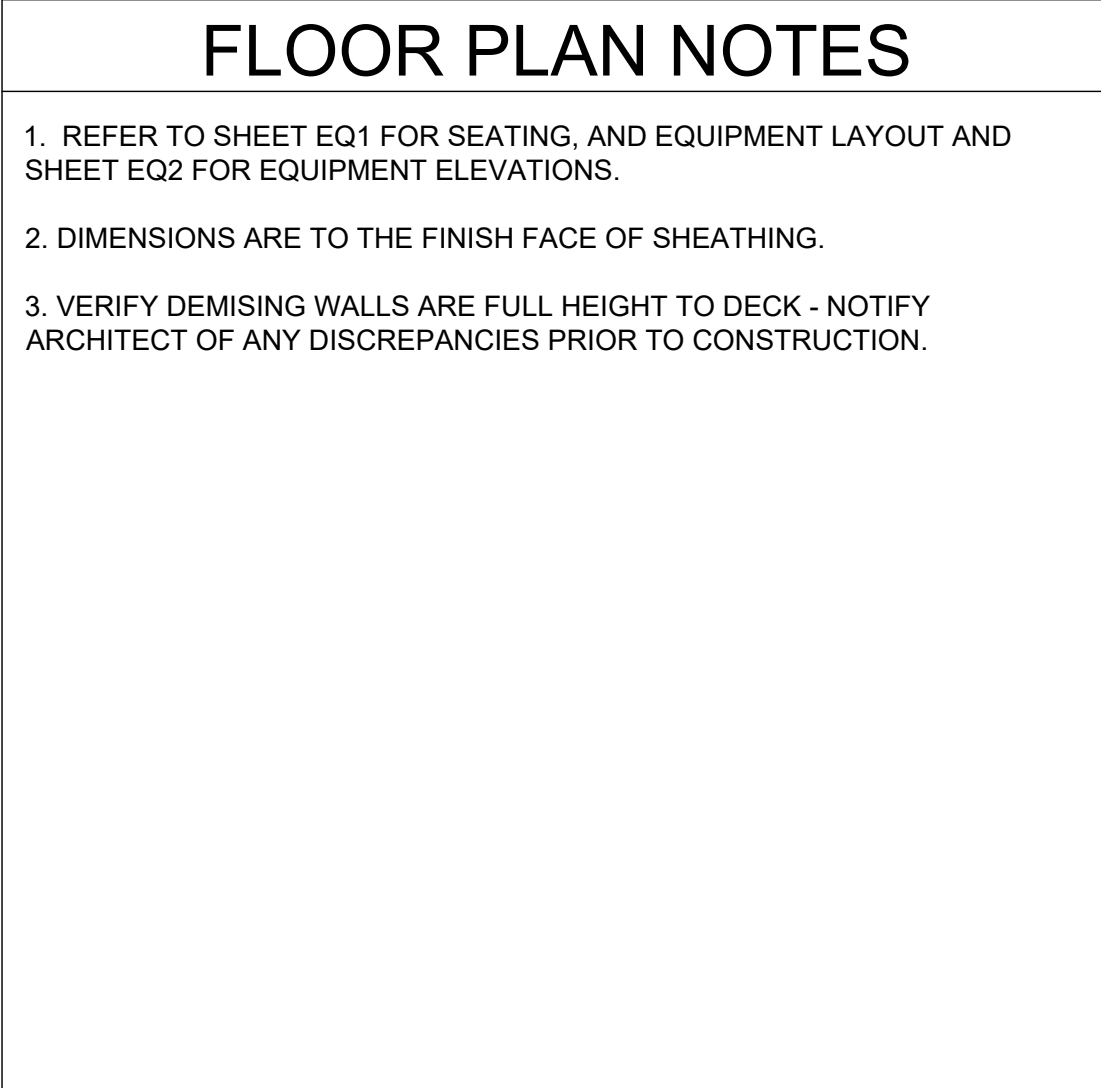 FLOOR PLAN NOTES
1. REFER TO SHEET EQ1 FOR SEATING, AND EQUIPMENT LAYOUT AND
SHEET EQ2 FOR EQUIPMENT ELEVATIONS.
2. DIMENSIONS ARE TO THE FINISH FACE OF SHEATHING.
3. VERIFY DEMISING WALLS ARE FULL HEIGHT TO DECK - NOTIFY
ARCHITECT OF ANY DISCREPANCIES PRIOR TO CONSTRUCTION.